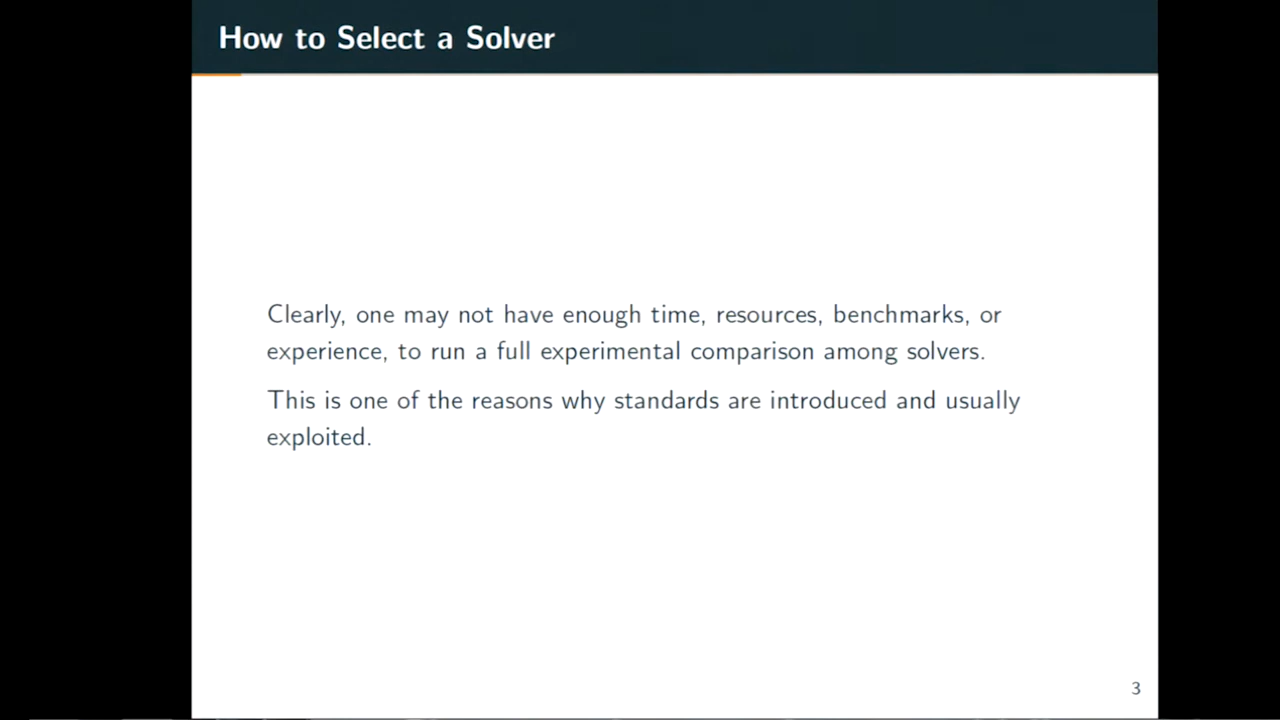 How to Select a Solver
Clearly, one may not have enough time, resources, benchmarks, or
experience, to run a full experimental comparison among solvers.
This is one of the reasons why standards are introduced and usually
exploited.
3